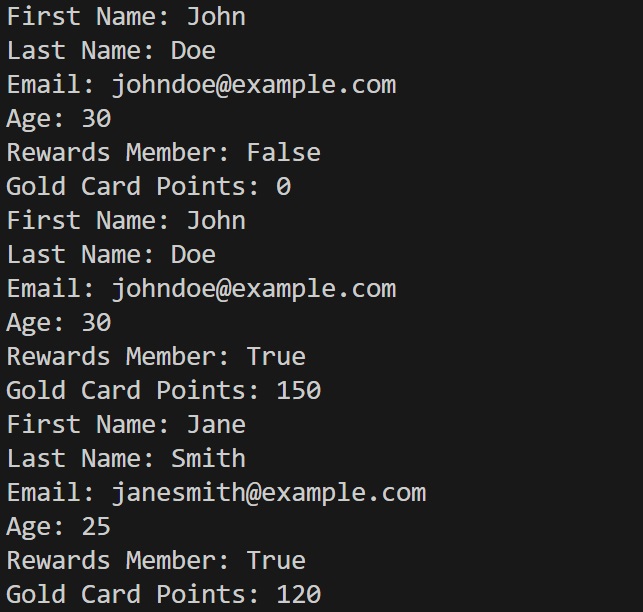 First Name: John
Last Name: Doe
Email: johndoe@example.com
Age: 30
Rewards Member: False
Gold Card Points: 0
First Name: John
Last Name: Doe
Email: johndoe@example.com
Age: 30
Rewards Member: True
Gold Card Points: 150
First Name: Jane
Last Name: Smith
Email: janesmith@example.com
Age: 25
Rewards Member: True
Gold Card Points: 120